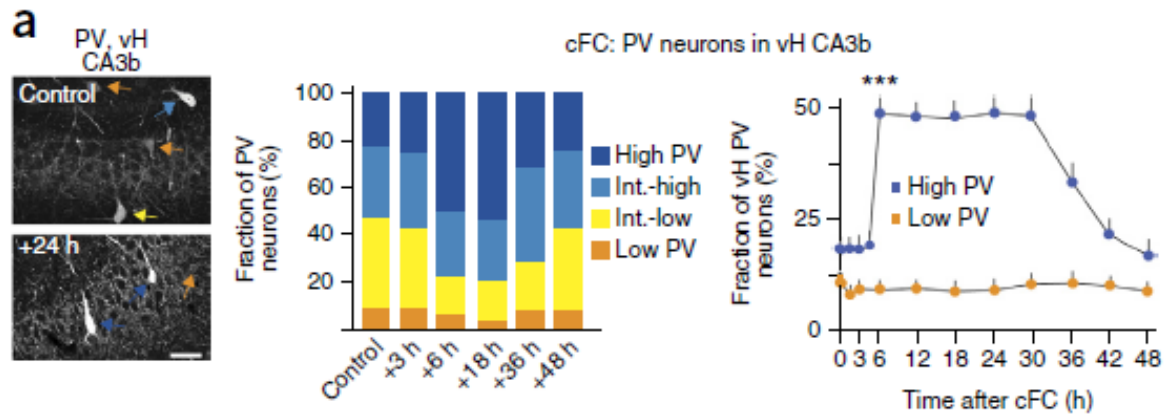 a
PV, vH
CA3b
Control
+24 h
cFC: PV neurons in vH CA3b
Fraction of PV
neurons (%)
100
80
60
40
20
Control
+3 h
+6 h
+18 h
+36 h
+48 h
High PV
Int.-high
Int.-low
Low PV
Fraction of vH PV
neurons (%)
50
25
0
***
High PV
Low PV
0 3 6 12 18 24 30 36 42 48
Time after cFC (h)